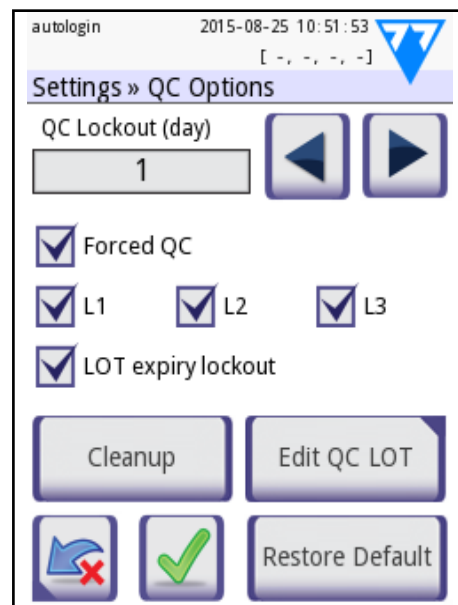 autologin 2015-08-25 10:51:53
[ -, -, -, -]
Settings » QC Options
QC Lockout (day)
1
Forced QC
L1 L2 L3
LOT expiry lockout
Cleanup Edit QC LOT
Restore Default